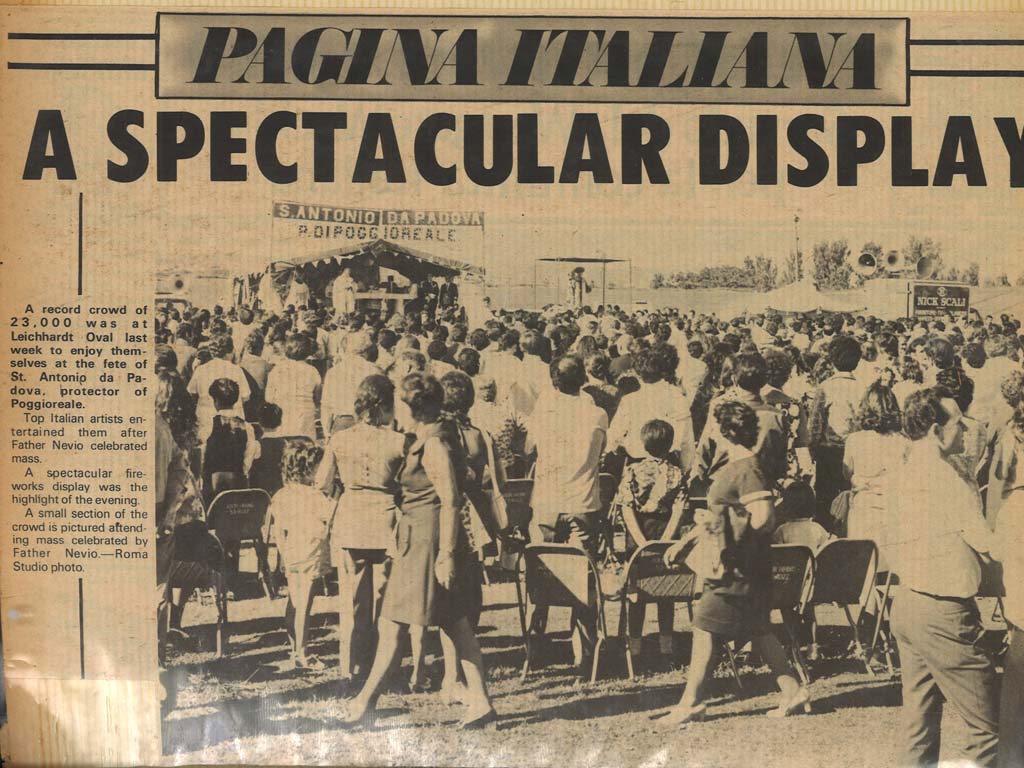 PAGINA ITALIANA
A SPECTACULAR DISPLAY
S. ANTONIO DA PADOVA
P. DI POGGIOREALE
NICK SCALI
A record crowd of
23,000 was at
Leichhardt Oval last
week to enjoy them-
selves at the fete of
St. Antonio da Pa-
dova, protector of
Poggioreale.
Top Italian artists en-
tertained them after
Father Nevio celebrated
mass.
A spectacular fire-
works display was the
highlight of the evening.
A small section of the
crowd is pictured attend-
ing mass celebrated by
Father Nevio.—Roma
Studio photo.